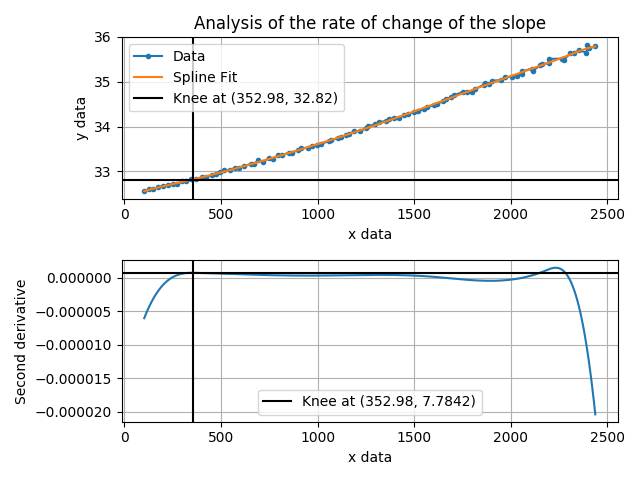 Analysis of the rate of change of the slope
36
35
34
33
y data
Data
Spline Fit
Knee at (352.98, 32.82)
0
500
1000
1500
2000
2500
x data
0.000000
−0.000005
−0.000010
−0.000015
−0.000020
Second derivative
Knee at (352.98, 7.7842)
0
500
1000
1500
2000
2500
x data